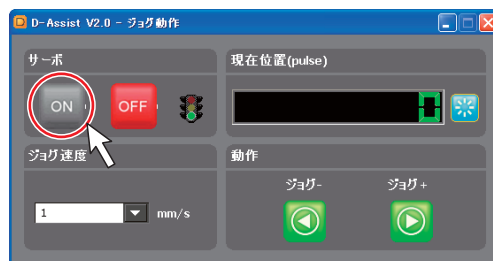 D-Assist V2.0 - ジョグ動作
サーボ
ON
OFF
現在位置(pulse)
0
ジョグ速度
1 mm/s
動作
ジョグ-
ジョグ+